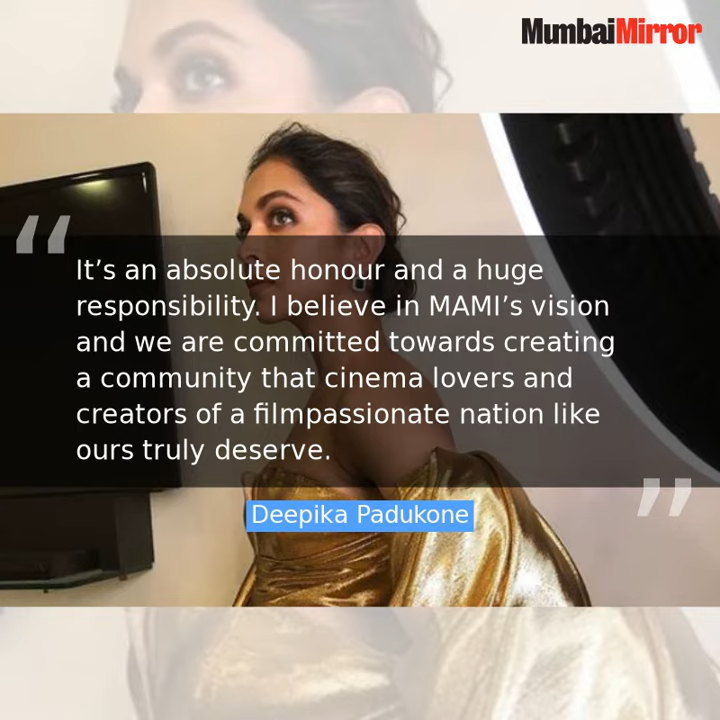 MumbaiMirror
“
It’s an absolute honour and a huge
responsibility. I believe in MAMI’s vision
and we are committed towards creating
a community that cinema lovers and
creators of a filmpassionate nation like
ours truly deserve.
”
Deepika Padukone